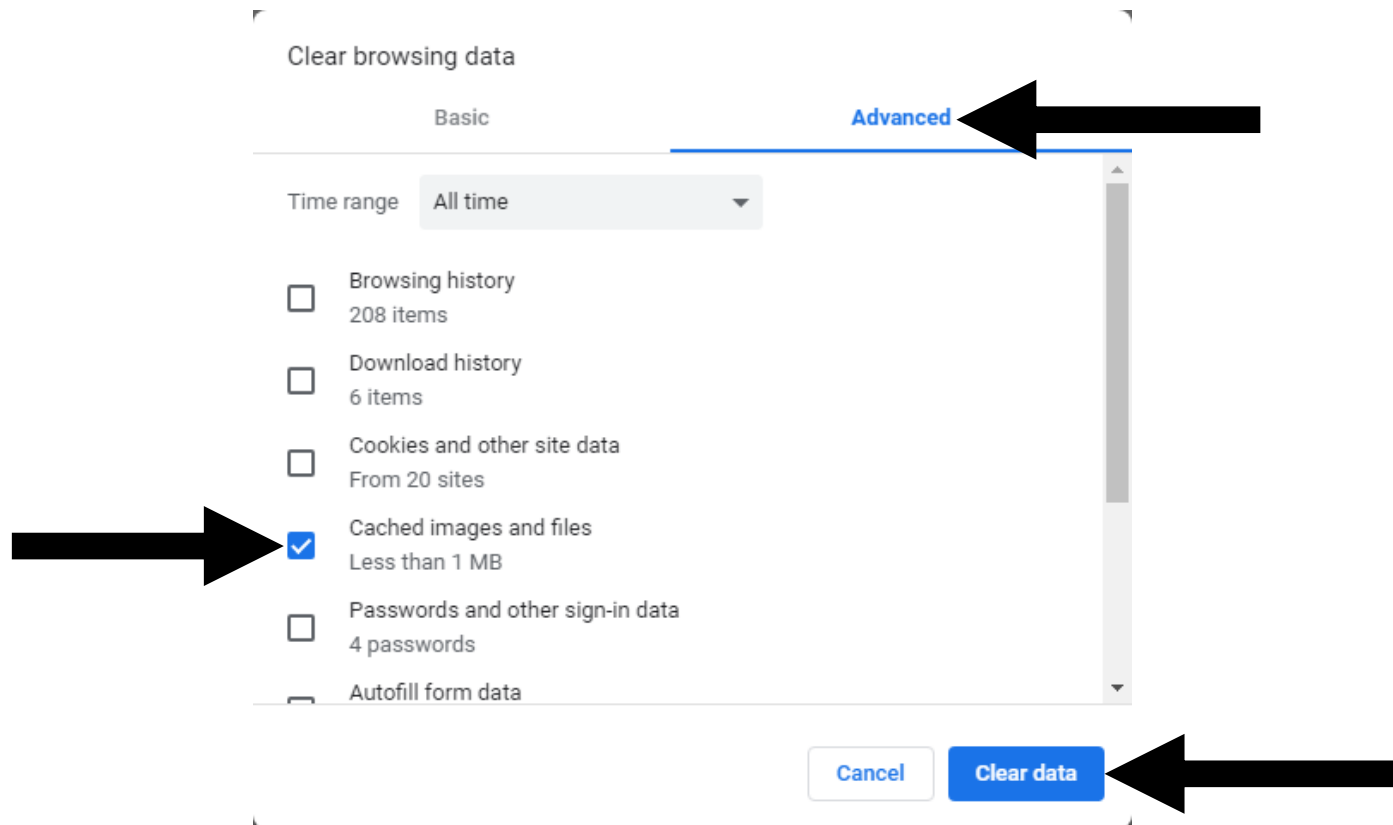 Clear browsing data
Basic Advanced
Time range All time
Browsing history
208 items
Download history
6 items
Cookies and other site data
From 20 sites
Cached images and files
Less than 1 MB
Passwords and other sign-in data
4 passwords
Autofill form data
Cancel Clear data